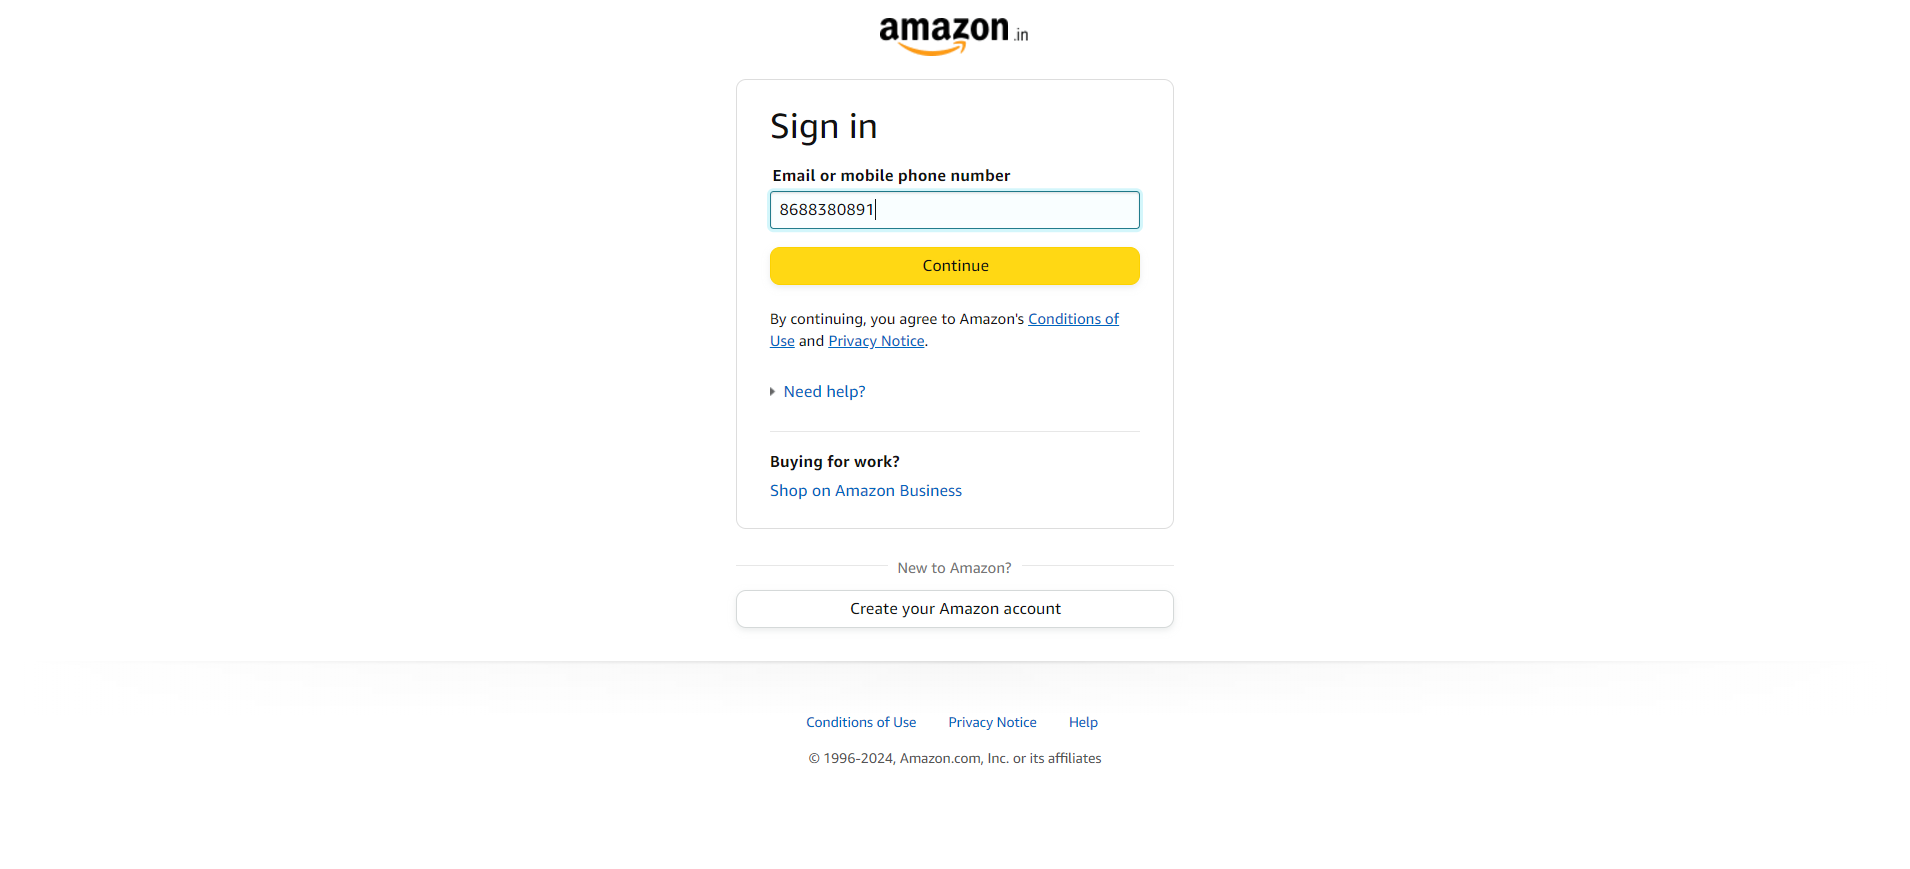 amazon.in
Sign in
Email or mobile phone number
8688380891
Continue
By continuing, you agree to Amazon's Conditions of
Use and Privacy Notice.
Need help?
Buying for work?
Shop on Amazon Business
New to Amazon?
Create your Amazon account
Conditions of Use Privacy Notice Help
© 1996-2024, Amazon.com, Inc. or its affiliates